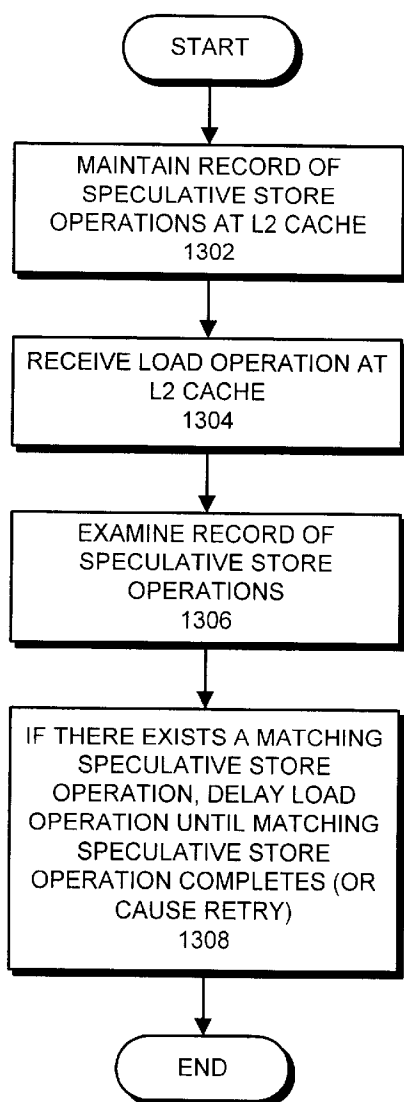 START
MAINTAIN RECORD OF
SPECULATIVE STORE
OPERATIONS AT L2 CACHE
1302
RECEIVE LOAD OPERATION AT
L2 CACHE
1304
EXAMINE RECORD OF
SPECULATIVE STORE
OPERATIONS
1306
IF THERE EXISTS A MATCHING
SPECULATIVE STORE
OPERATION, DELAY LOAD
OPERATION UNTIL MATCHING
SPECULATIVE STORE
OPERATION COMPLETES (OR
CAUSE RETRY)
1308
END